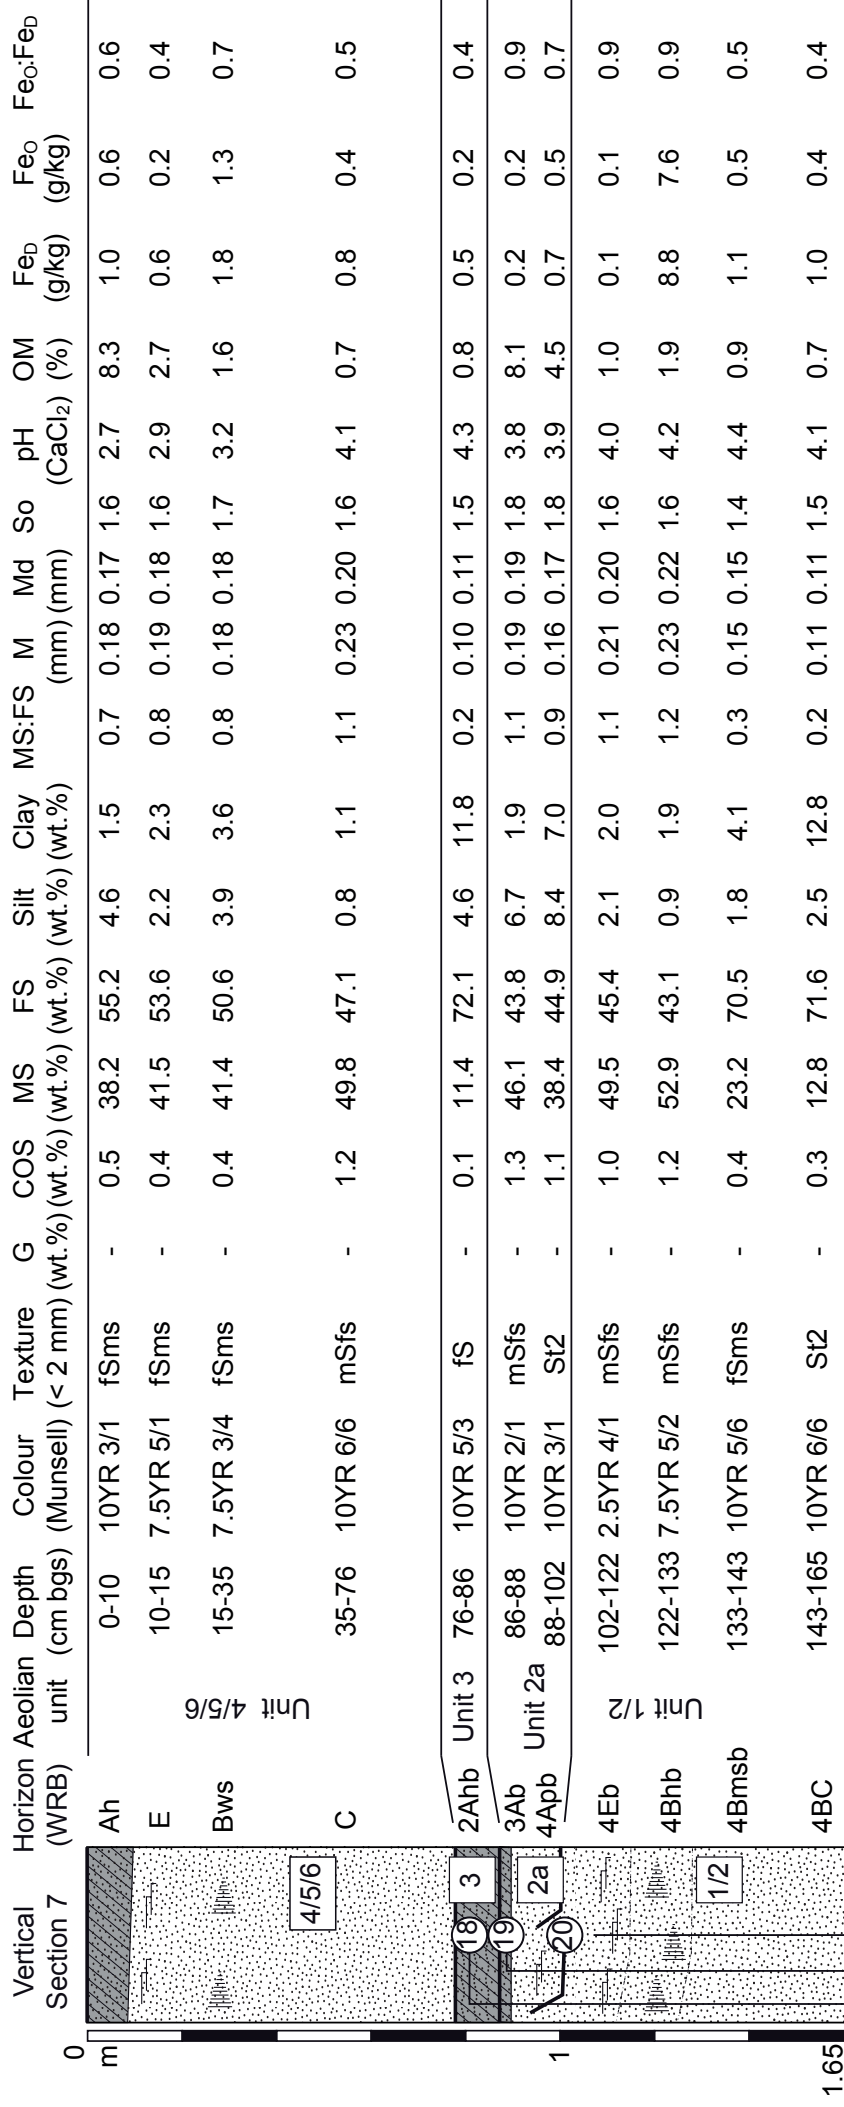 Vertical Section 7 Horizon (WRB) Aeolian unit Depth (cm bgs) Colour (Munsell) Texture (< 2 mm) G (wt.%) COS (wt.%) MS (wt.%) FS (wt.%) Silt (wt.%) Clay (wt.%) MS:FS M (mm) Md (mm) So pH (CaCl₂) OM (%) Fe_D (g/kg) Fe_O (g/kg) Fe_O:Fe_D
0
m
Ah 0-10 10YR 3/1 fSms - 0.5 38.2 55.2 4.6 1.5 0.7 0.18 0.17 1.6 2.7 8.3 1.0 0.6 0.6
E 10-15 7.5YR 5/1 fSms - 0.4 41.5 53.6 2.2 2.3 0.8 0.19 0.18 1.6 2.9 2.7 0.6 0.2 0.4
Bws 15-35 7.5YR 3/4 fSms - 0.4 41.4 50.6 3.9 3.6 0.8 0.18 0.18 1.7 3.2 1.6 1.8 1.3 0.7
4/5/6 Unit 4/5/6
C 35-76 10YR 6/6 mSfs - 1.2 49.8 47.1 0.8 1.1 1.1 0.23 0.20 1.6 4.1 0.7 0.8 0.4 0.5
18 3 2Ahb Unit 3 76-86 10YR 5/3 fS - 0.1 11.4 72.1 4.6 11.8 0.2 0.10 0.11 1.5 4.3 0.8 0.5 0.2 0.4
19 3Ab 86-88 10YR 2/1 mSfs - 1.3 46.1 43.8 6.7 1.9 1.1 0.19 0.19 1.8 3.8 8.1 0.2 0.2 0.9
2a Unit 2a
4Apb 88-102 10YR 3/1 St2 - 1.1 38.4 44.9 8.4 7.0 0.9 0.16 0.17 1.8 3.9 4.5 0.7 0.5 0.7
1 20
4Eb 102-122 2.5YR 4/1 mSfs - 1.0 49.5 45.4 2.1 2.0 1.1 0.21 0.20 1.6 4.0 1.0 0.1 0.1 0.9
Unit 1/2
4Bhb 122-133 7.5YR 5/2 mSfs - 1.2 52.9 43.1 0.9 1.9 1.2 0.23 0.22 1.6 4.2 1.9 8.8 7.6 0.9
1/2
4Bmsb 133-143 10YR 5/6 fSms - 0.4 23.2 70.5 1.8 4.1 0.3 0.15 0.15 1.4 4.4 0.9 1.1 0.5 0.5
4BC 143-165 10YR 6/6 St2 - 0.3 12.8 71.6 2.5 12.8 0.2 0.11 0.11 1.5 4.1 0.7 1.0 0.4 0.4
1.65